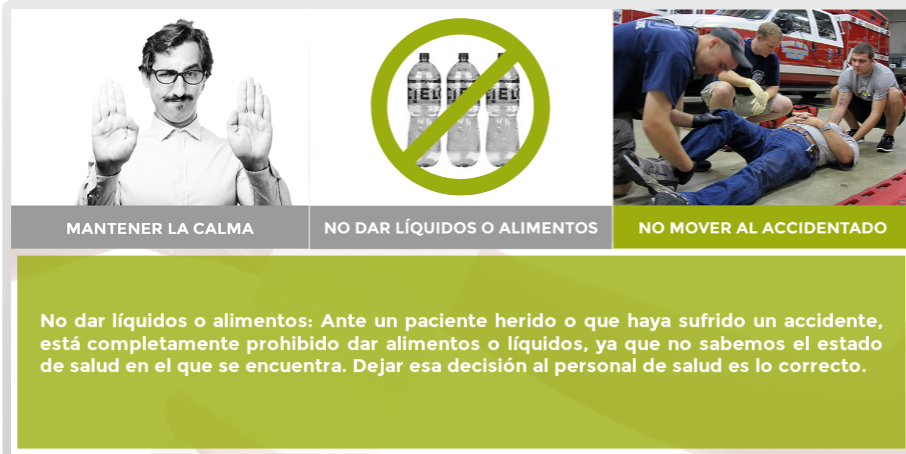 CIELO
MANTENER LA CALMA
NO DAR LÍQUIDOS O ALIMENTOS
NO MOVER AL ACCIDENTADO
No dar líquidos o alimentos: Ante un paciente herido o que haya sufrido un accidente,
está completamente prohibido dar alimentos o líquidos, ya que no sabemos el estado
de salud en el que se encuentra. Dejar esa decisión al personal de salud es lo correcto.